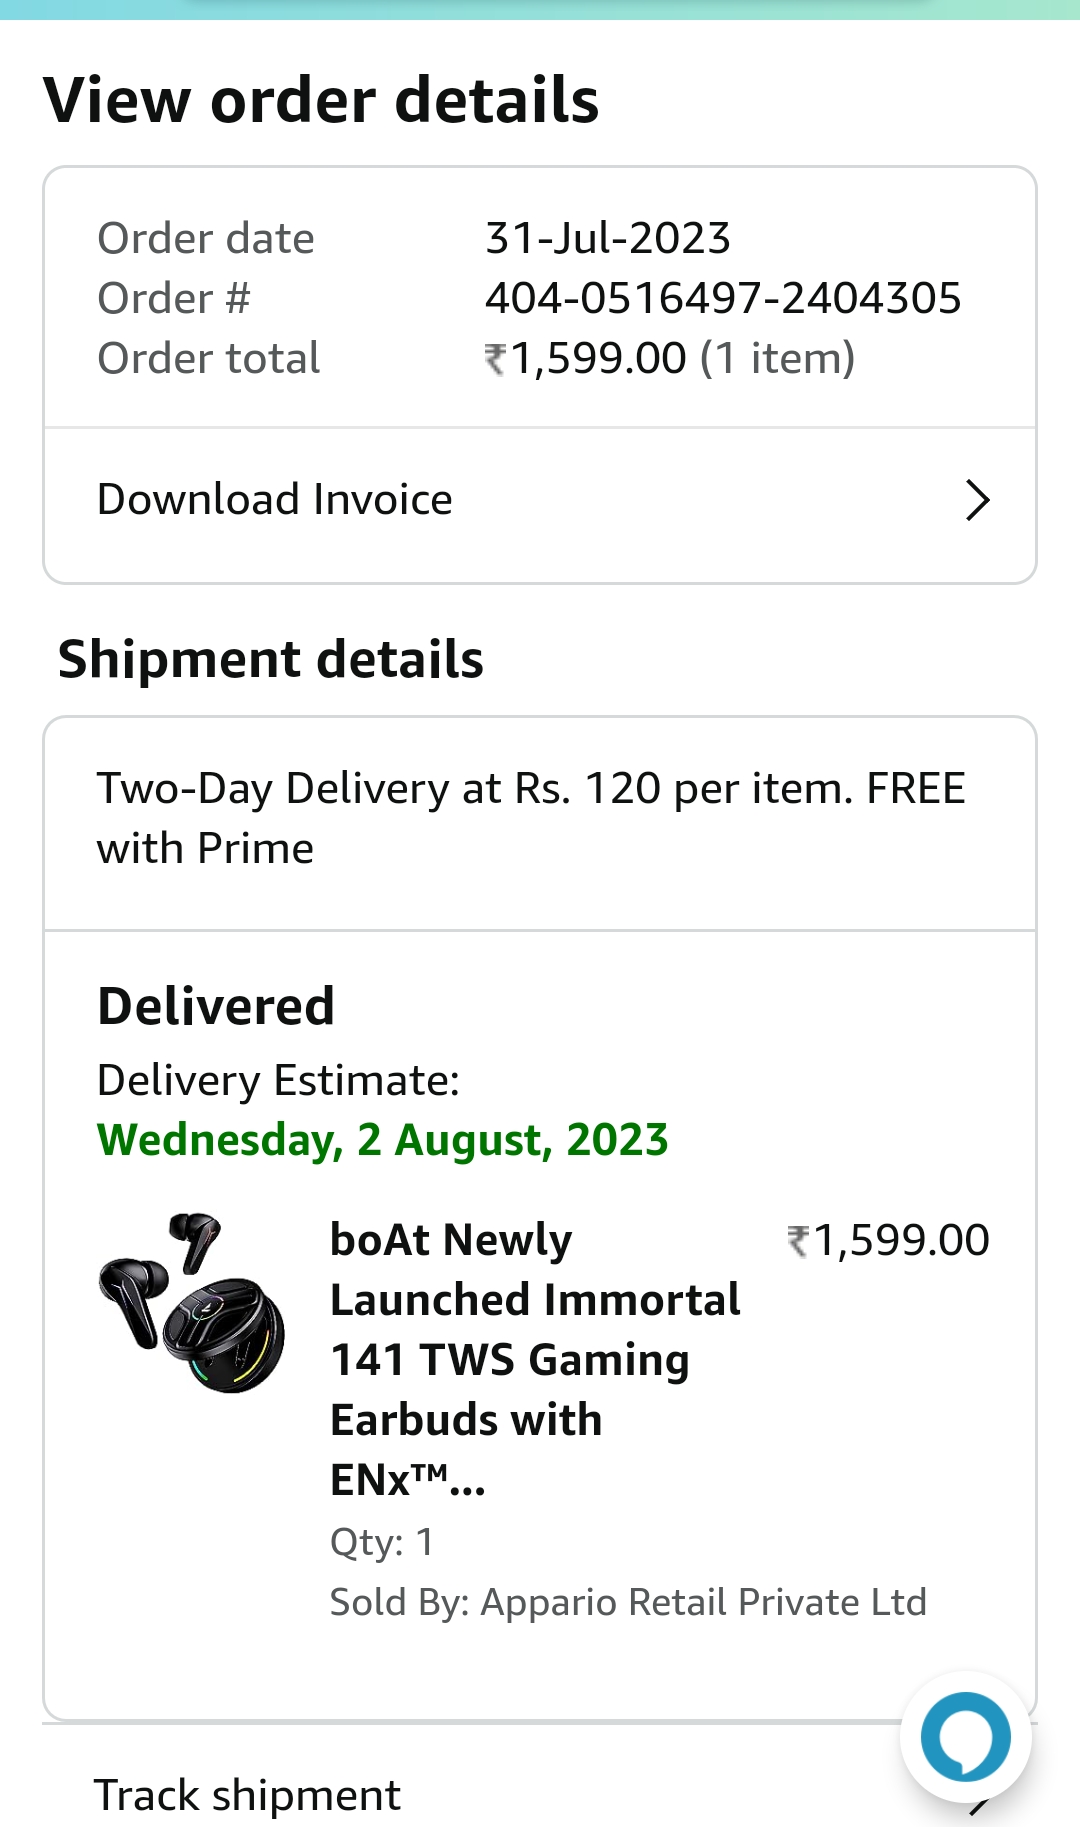 View order details
Order date 31-Jul-2023
Order # 404-0516497-2404305
Order total ₹1,599.00 (1 item)
Download Invoice
Shipment details
Two-Day Delivery at Rs. 120 per item. FREE
with Prime
Delivered
Delivery Estimate:
Wednesday, 2 August, 2023
boAt Newly ₹1,599.00
Launched Immortal
141 TWS Gaming
Earbuds with
ENx™...
Qty: 1
Sold By: Appario Retail Private Ltd
Track shipment